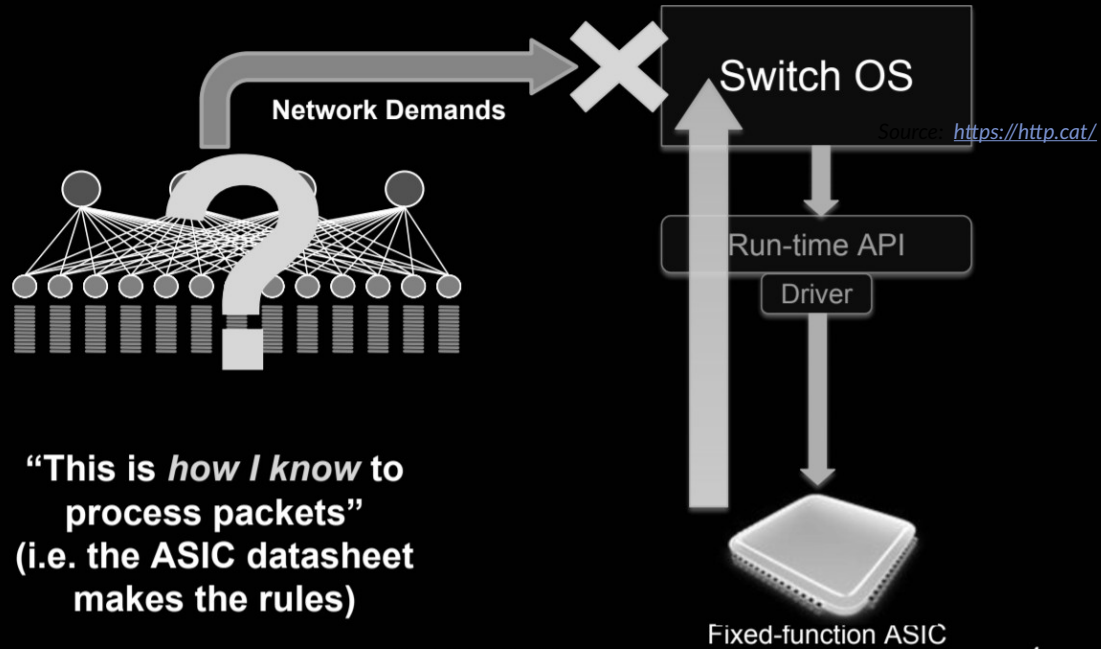 Switch OS
Network Demands
Source: https://http.cat/
Run-time API
Driver
“This is how I know to
process packets”
(i.e. the ASIC datasheet
makes the rules)
Fixed-function ASIC